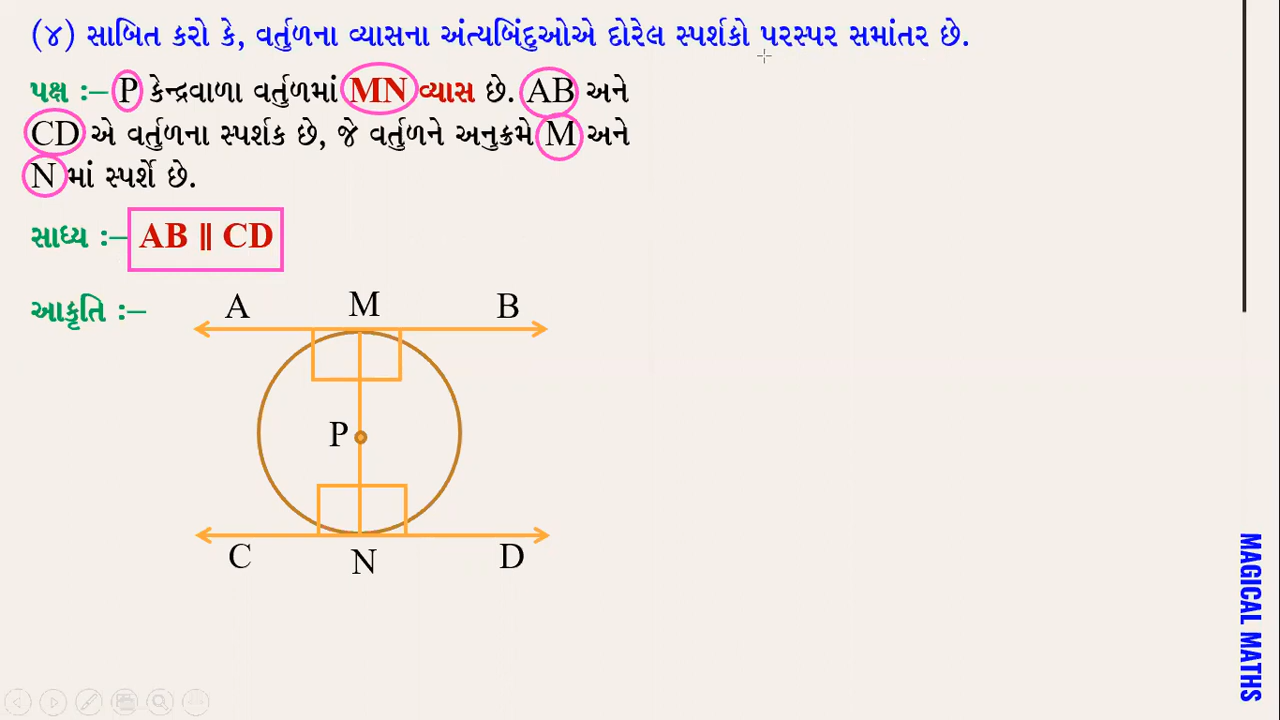 (૪) સાબિત કરો કે, વર્તુળના વ્યાસના અંત્યબિંદુઓએ દોરેલ સ્પર્શકો પરસ્પર સમાંતર છે.
પક્ષ :– P કેન્દ્રવાળા વર્તુળમાં MN વ્યાસ છે. AB અને
CD એ વર્તુળના સ્પર્શક છે, જે વર્તુળને અનુક્રમે M અને
N માં સ્પર્શે છે.
સાધ્ય :– AB ∥ CD
આકૃતિ :–
A M B
P
C N D
MAGICAL MATHS